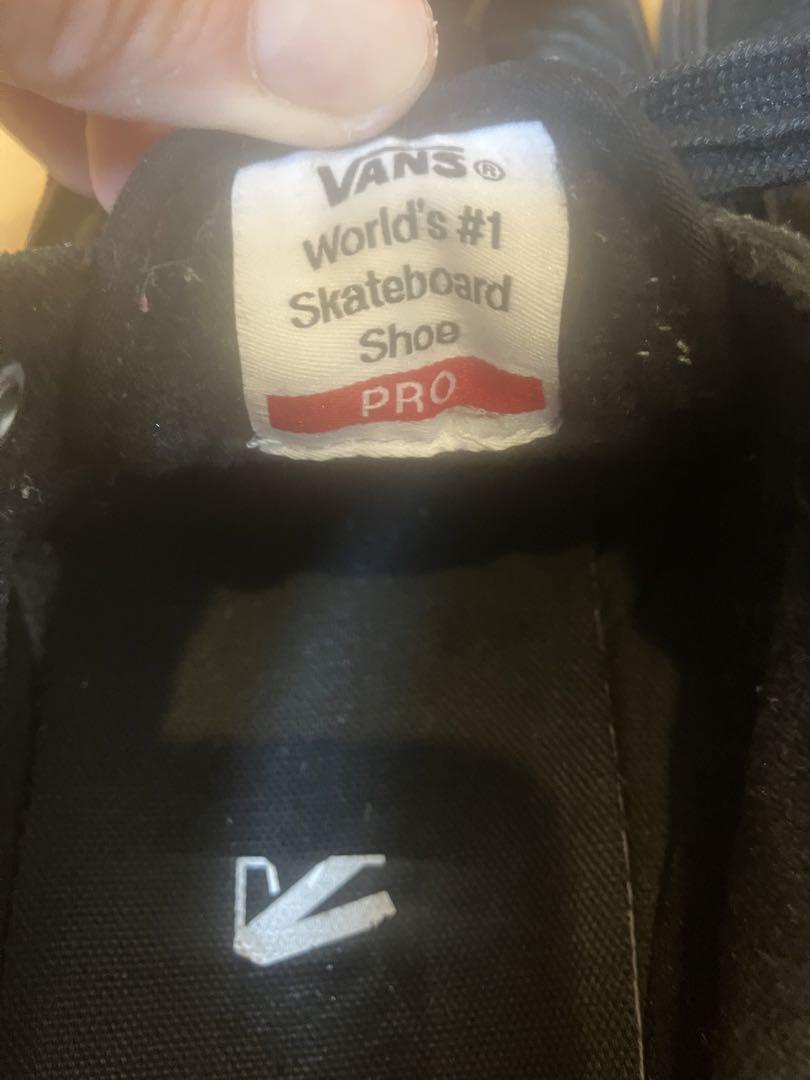 VANS®
World's #1
Skateboard
Shoe
PRO